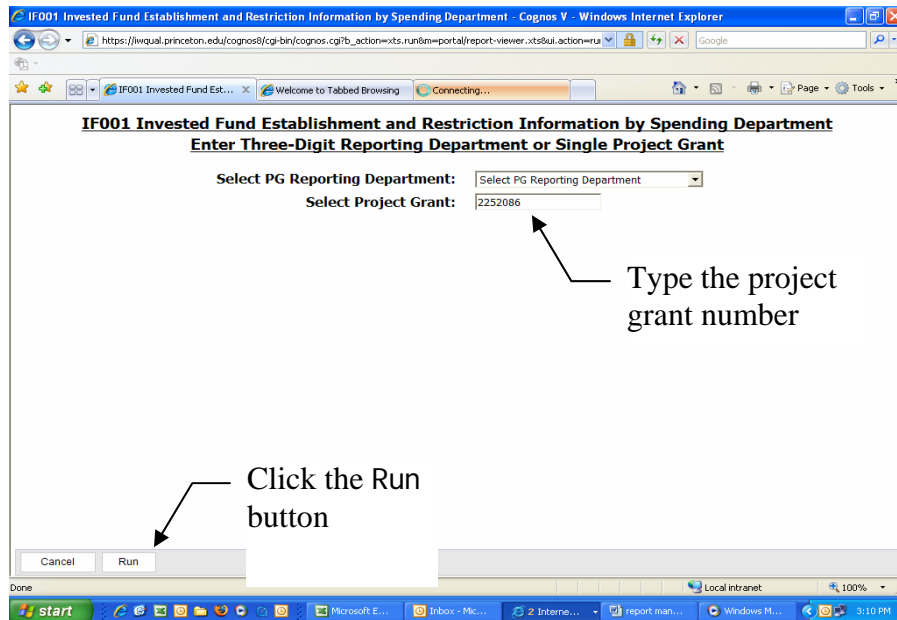 IF001 Invested Fund Establishment and Restriction Information by Spending Department - Cognos V - Windows Internet Explorer
https://iwqual.princeton.edu/cognos8/cgi-bin/cognos.cgi?b_action=xts.run&m=portal/report-viewer.xts&ui.action=ru
Google
IF001 Invested Fund Est...
Welcome to Tabbed Browsing
Connecting...
Page
Tools
IF001 Invested Fund Establishment and Restriction Information by Spending Department
Enter Three-Digit Reporting Department or Single Project Grant
Select PG Reporting Department: Select PG Reporting Department
Select Project Grant: 2252086
Type the project
grant number
Click the Run
button
Cancel Run
Done Local intranet 100%
start Microsoft E... Inbox - Mic... 2 Interne... report man... Windows M... 3:10 PM